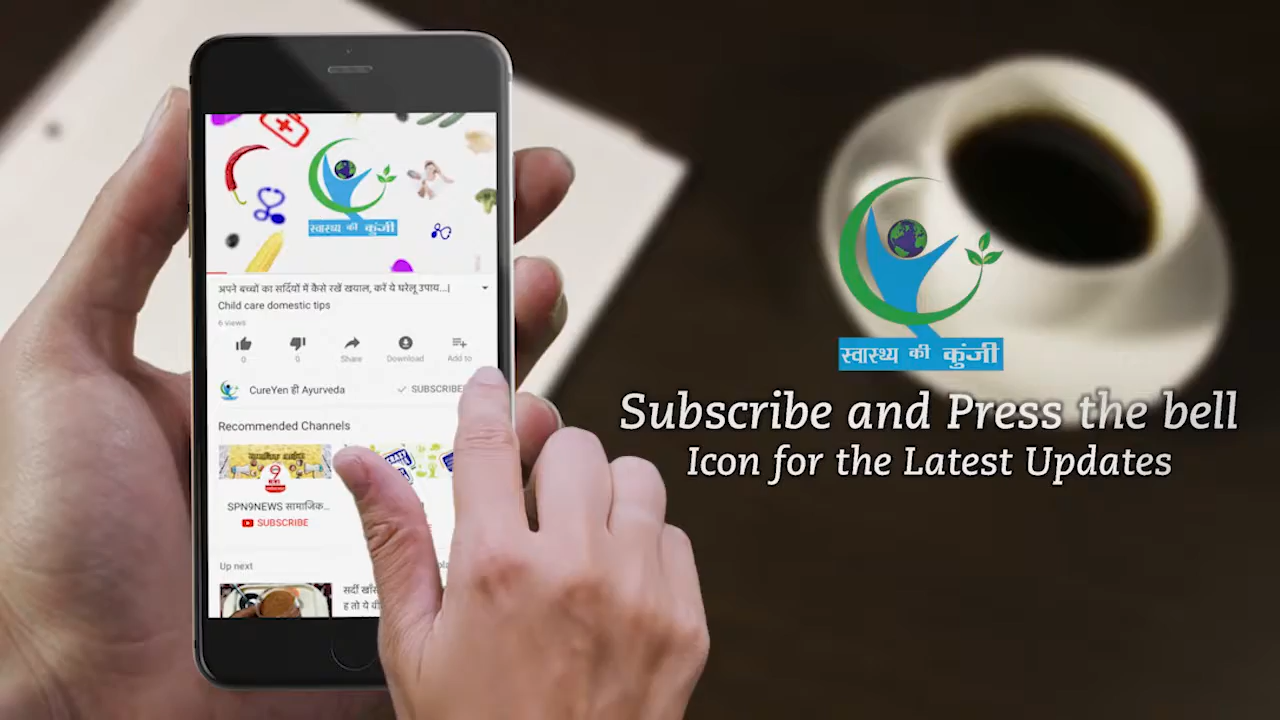 स्वास्थ्य की कुंजी
अपने बच्चों का सर्दियों में कैसे रखें खयाल, करें ये घरेलू उपाय...|
Child care domestic tips
6 views
0
0
Share
Download
Add to
CureYen ही Ayurveda
SUBSCRIBE
Recommended Channels
SPN9NEWS सामाजिक...
SUBSCRIBE
Up next
सर्दी
स्वास्थ्य की कुंजी
Subscribe and Press the bell
Icon for the Latest Updates